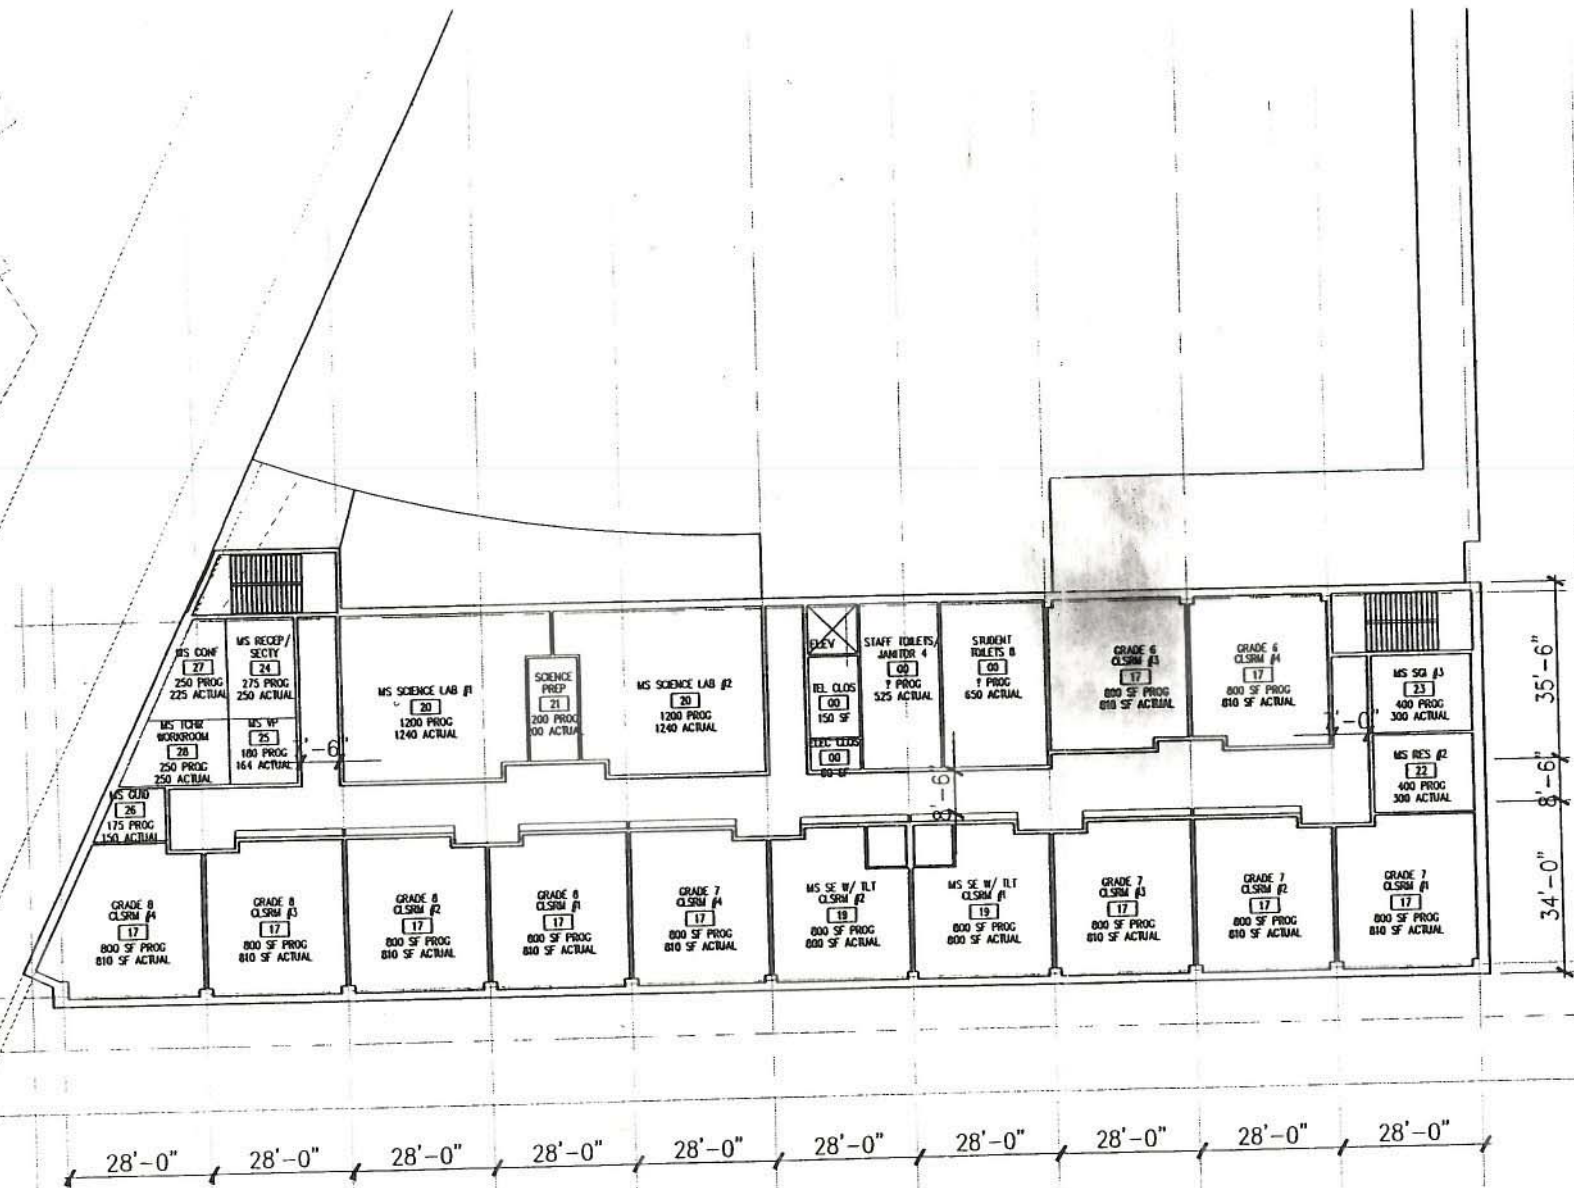 MS CONF
27
250 PROG
225 ACTUAL
MS RECEP/
SECTY
24
275 PROG
250 ACTUAL
MS TCHR
WORKROOM
28
250 PROG
250 ACTUAL
MS VP
25
180 PROG
164 ACTUAL
MS GUID
26
175 PROG
150 ACTUAL
'-6"
MS SCIENCE LAB #1
20
1200 PROG
1240 ACTUAL
SCIENCE
PREP
21
200 PROG
200 ACTUAL
MS SCIENCE LAB #2
20
1200 PROG
1240 ACTUAL
ELEV
TEL CLOS
00
150 SF
ELEC CLOS
00
STAFF TOILETS/
JANITOR 4
00
? PROG
525 ACTUAL
STUDENT
TOILETS 8
00
? PROG
650 ACTUAL
GRADE 6
CLSRM #3
17
800 SF PROG
810 SF ACTUAL
GRADE 6
CLSRM #4
17
800 SF PROG
810 SF ACTUAL
'-0"
MS SGI #3
23
400 PROG
300 ACTUAL
MS RES #2
22
400 PROG
300 ACTUAL
8'-6"
35'-6"
8'-6"
34'-0"
GRADE 8
CLSRM #4
17
800 SF PROG
810 SF ACTUAL
GRADE 8
CLSRM #3
17
800 SF PROG
810 SF ACTUAL
GRADE 8
CLSRM #2
17
800 SF PROG
810 SF ACTUAL
GRADE 8
CLSRM #1
17
800 SF PROG
810 SF ACTUAL
GRADE 7
CLSRM #4
17
800 SF PROG
810 SF ACTUAL
MS SE W/ TLT
CLSRM #2
19
800 SF PROG
800 SF ACTUAL
MS SE W/ TLT
CLSRM #1
19
800 SF PROG
800 SF ACTUAL
GRADE 7
CLSRM #3
17
800 SF PROG
810 SF ACTUAL
GRADE 7
CLSRM #2
17
800 SF PROG
810 SF ACTUAL
GRADE 7
CLSRM #1
17
800 SF PROG
810 SF ACTUAL
28'-0"
28'-0"
28'-0"
28'-0"
28'-0"
28'-0"
28'-0"
28'-0"
28'-0"
28'-0"